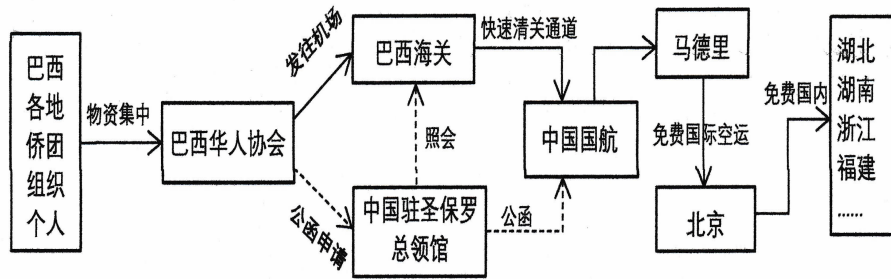 巴西
各地
侨团
组织
个人
物资集中
巴西华人协会
发往机场
公函申请
巴西海关
照会
中国驻圣保罗
总领馆
快速清关通道
公函
中国国航
马德里
免费国际空运
北京
免费国内
湖北
湖南
浙江
福建
......